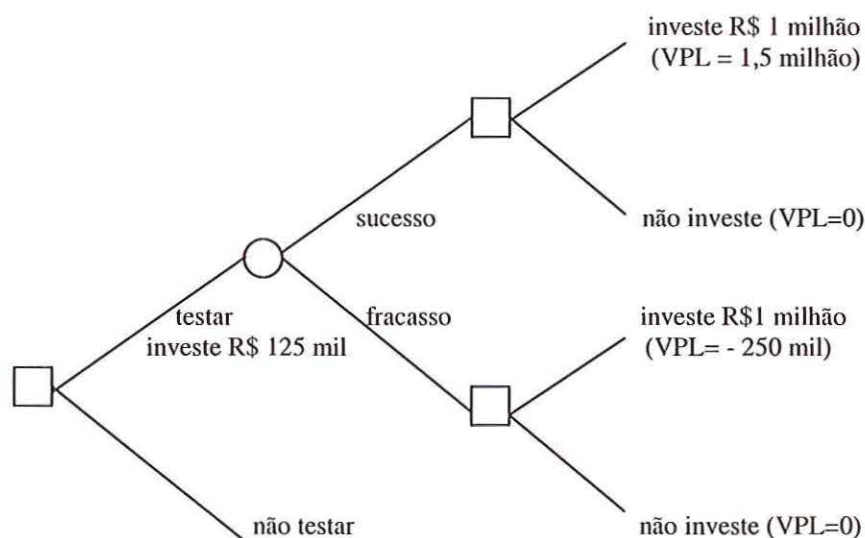 investe R$ 1 milhão
(VPL = 1,5 milhão)
não investe (VPL=0)
sucesso
testar
investe R$ 125 mil
fracasso
investe R$1 milhão
(VPL= - 250 mil)
não testar
não investe (VPL=0)